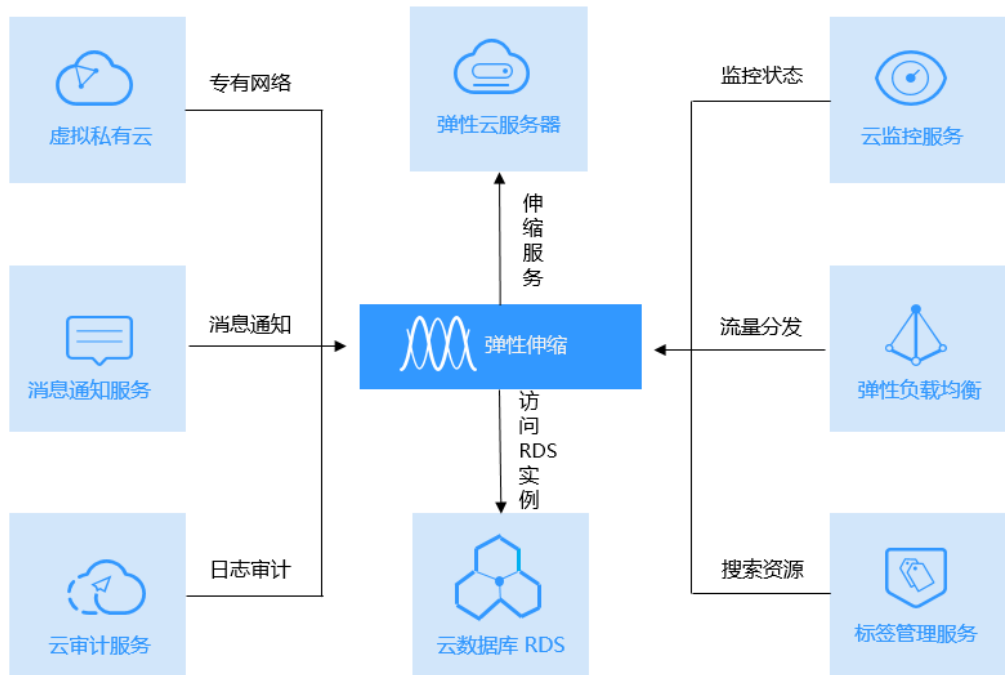 专有网络
监控状态
虚拟私有云
弹性云服务器
云监控服务
伸
缩
服
务
消息通知
流量分发
弹性伸缩
消息通知服务
弹性负载均衡
访
问
RDS
实
例
日志审计
搜索资源
云审计服务
云数据库 RDS
标签管理服务